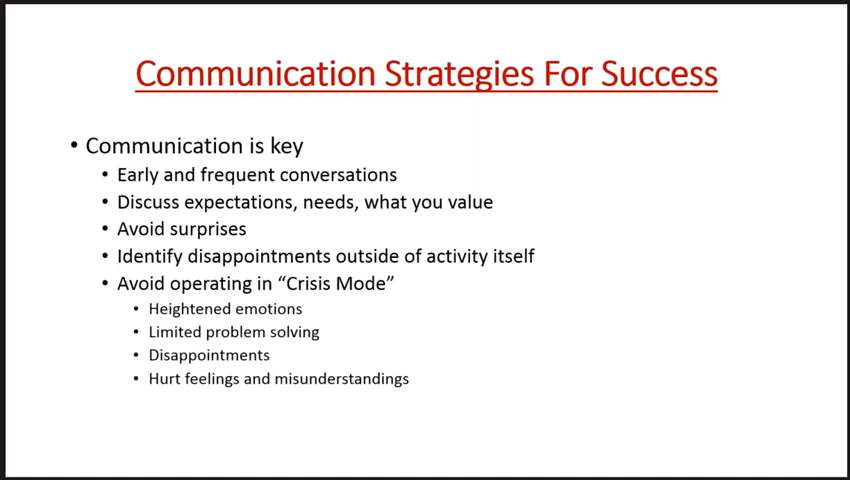 Communication Strategies For Success
• Communication is key
• Early and frequent conversations
• Discuss expectations, needs, what you value
• Avoid surprises
• Identify disappointments outside of activity itself
• Avoid operating in “Crisis Mode”
• Heightened emotions
• Limited problem solving
• Disappointments
• Hurt feelings and misunderstandings